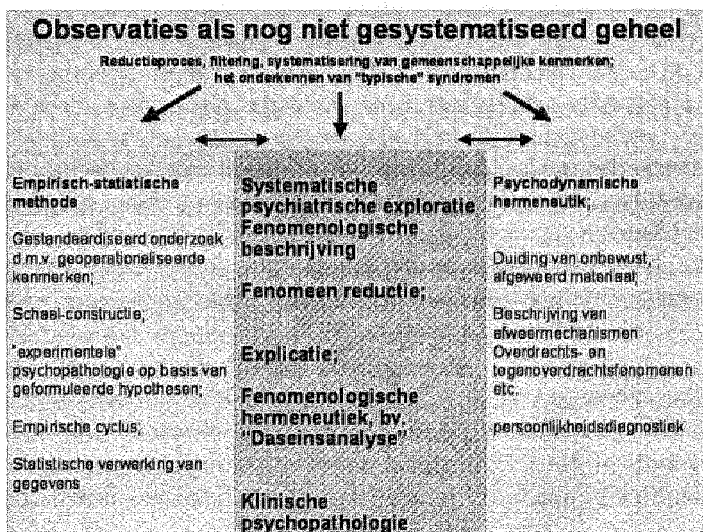 Observaties als nog niet gesystematiseerd geheel
Reductieproces, filtering, systematisering van gemeenschappelijke kenmerken;
het onderkennen van "typische" syndromen
Empirisch-statistische
methode
Gestandaardiseerd onderzoek
d.m.v. geoperationaliseerde
kenmerken;
Schaal-constructie;
"experimentele"
psychopathologie op basis van
geformuleerde hypothesen;
Empirische cyclus;
Statistische verwerking van
gegevens
Systematische
psychiatrische exploratie
Fenomenologische
beschrijving
Fenomeen reductie;
Explicatie;
Fenomenologische
hermeneutiek, bv.
"Daseinsanalyse"
Klinische
psychopathologie
Psychodynamische
hermeneutik;
Duiding van onbewust,
afgeweerd materiaal;
Beschrijving van
afweermechanismen
Overdrachts- en
tegenoverdrachtsfenomenen
etc.
persoonlijkheidsdiagnostiek